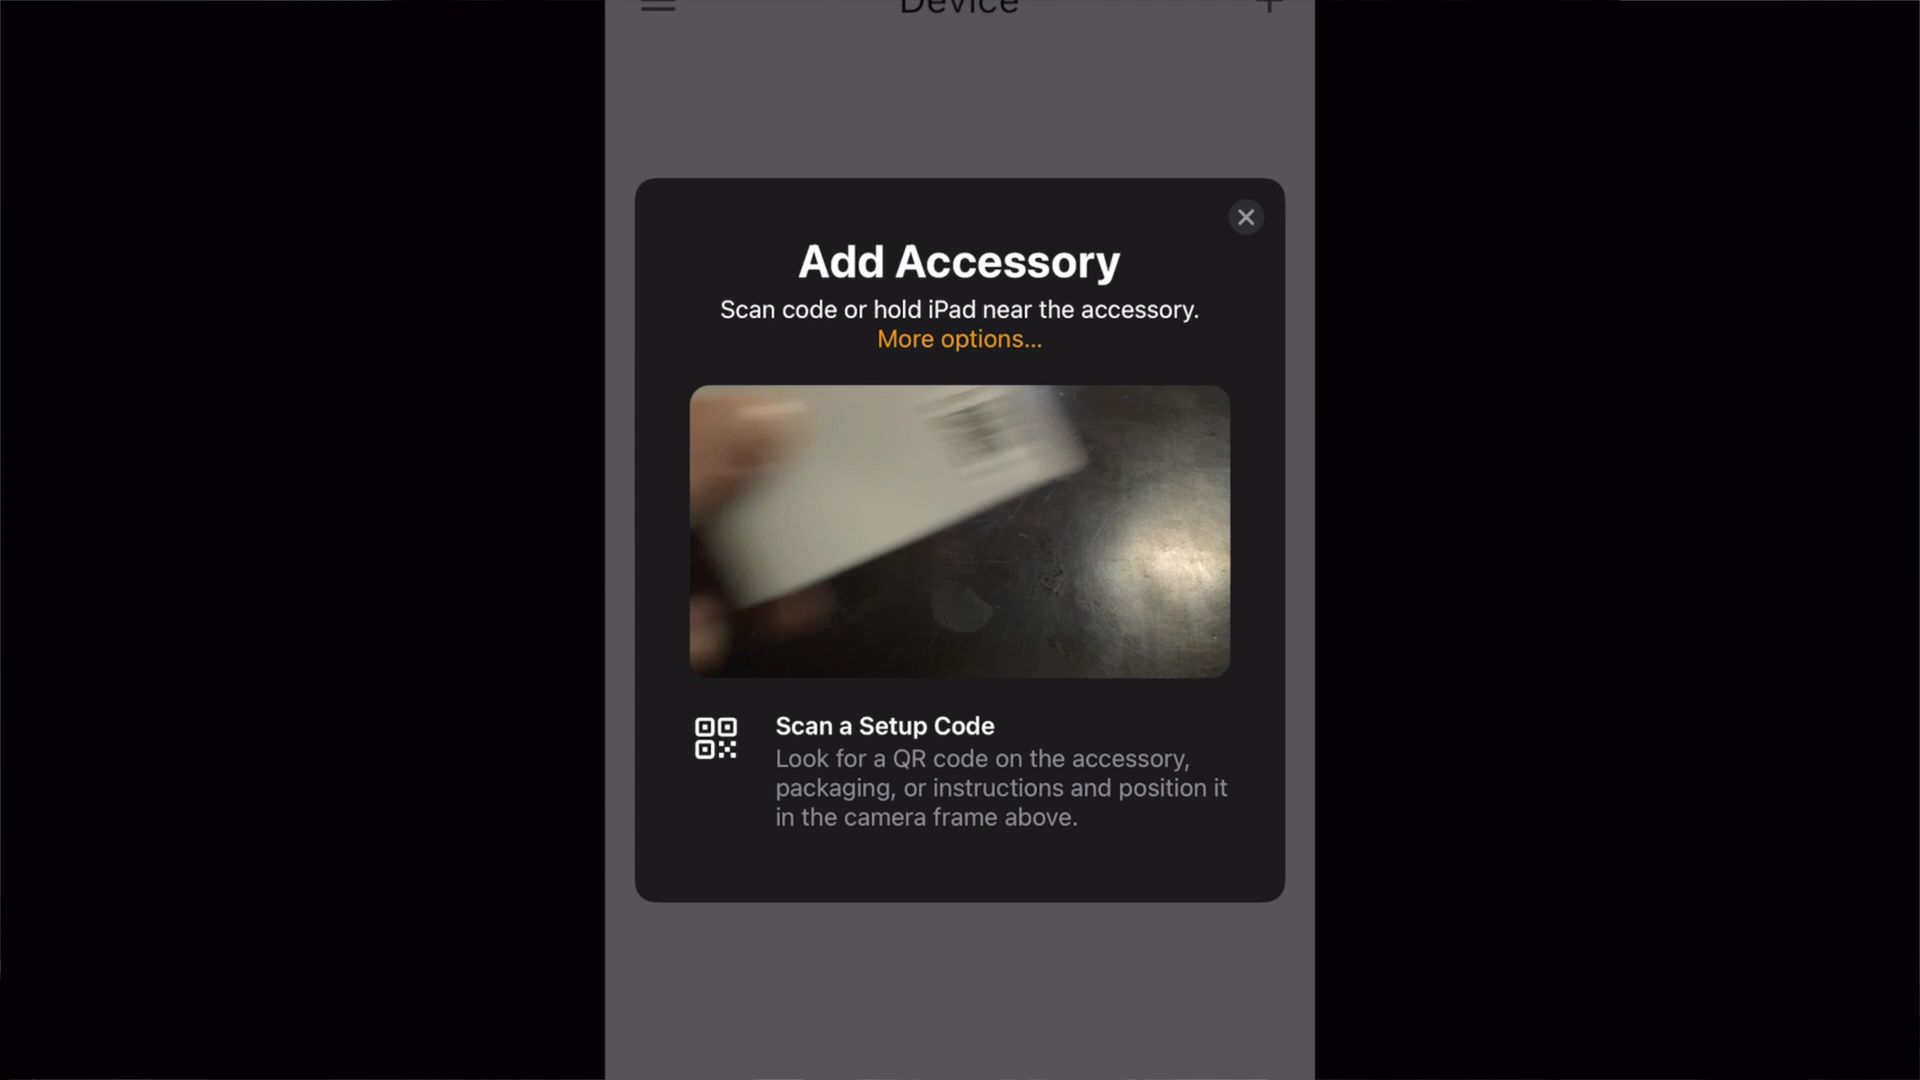 Device
Add Accessory
Scan code or hold iPad near the accessory.
More options...
Scan a Setup Code
Look for a QR code on the accessory,
packaging, or instructions and position it
in the camera frame above.